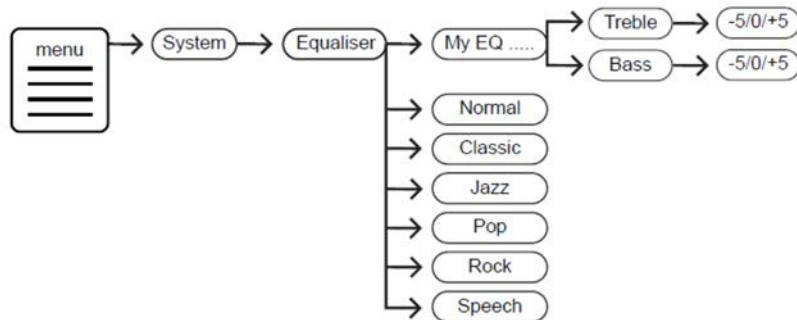 menu
System
Equaliser
My EQ .....
Treble
-5/0/+5
Bass
-5/0/+5
Normal
Classic
Jazz
Pop
Rock
Speech